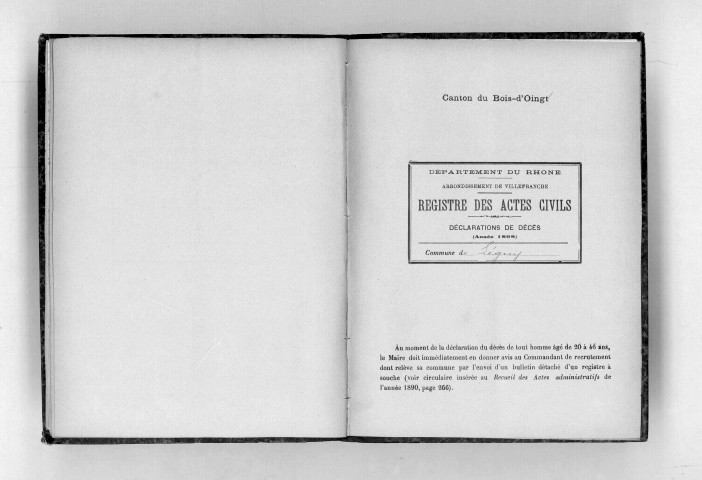 Canton du Bois-d'Oingt
DÉPARTEMENT DU RHONE
ARRONDISSEMENT DE VILLEFRANCHE
REGISTRE DES ACTES CIVILS
DÉCLARATIONS DE DÉCÈS
(Année 1898)
Commune de Légny
Au moment de la déclaration du décès de tout homme âgé de 20 à 46 ans,
le Maire doit immédiatement en donner avis au Commandant de recrutement
dont relève sa commune par l'envoi d'un bulletin détaché d'un registre à
souche (voir circulaire insérée au Recueil des Actes administratifs de
l'année 1890, page 266).